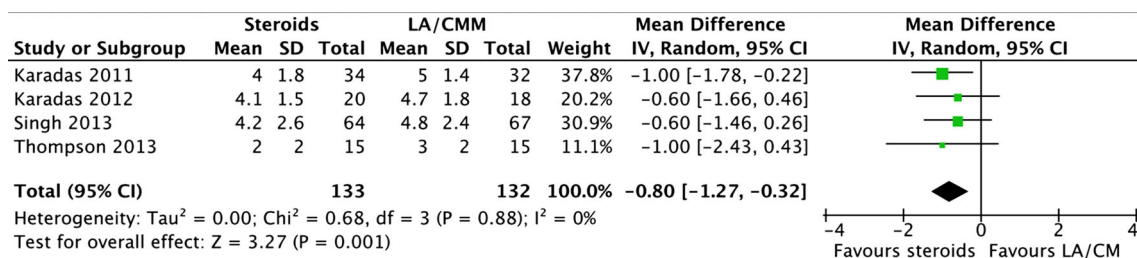 Steroids LA/CMM Mean Difference Mean Difference
Study or Subgroup Mean SD Total Mean SD Total Weight IV, Random, 95% CI IV, Random, 95% CI
Karadas 2011 4 1.8 34 5 1.4 32 37.8% −1.00 [−1.78, −0.22]
Karadas 2012 4.1 1.5 20 4.7 1.8 18 20.2% −0.60 [−1.66, 0.46]
Singh 2013 4.2 2.6 64 4.8 2.4 67 30.9% −0.60 [−1.46, 0.26]
Thompson 2013 2 2 15 3 2 15 11.1% −1.00 [−2.43, 0.43]
Total (95% CI) 133 132 100.0% −0.80 [−1.27, −0.32]
Heterogeneity: Tau² = 0.00; Chi² = 0.68, df = 3 (P = 0.88); I² = 0%
Test for overall effect: Z = 3.27 (P = 0.001)
−4 −2 0 2 4
Favours steroids Favours LA/CM